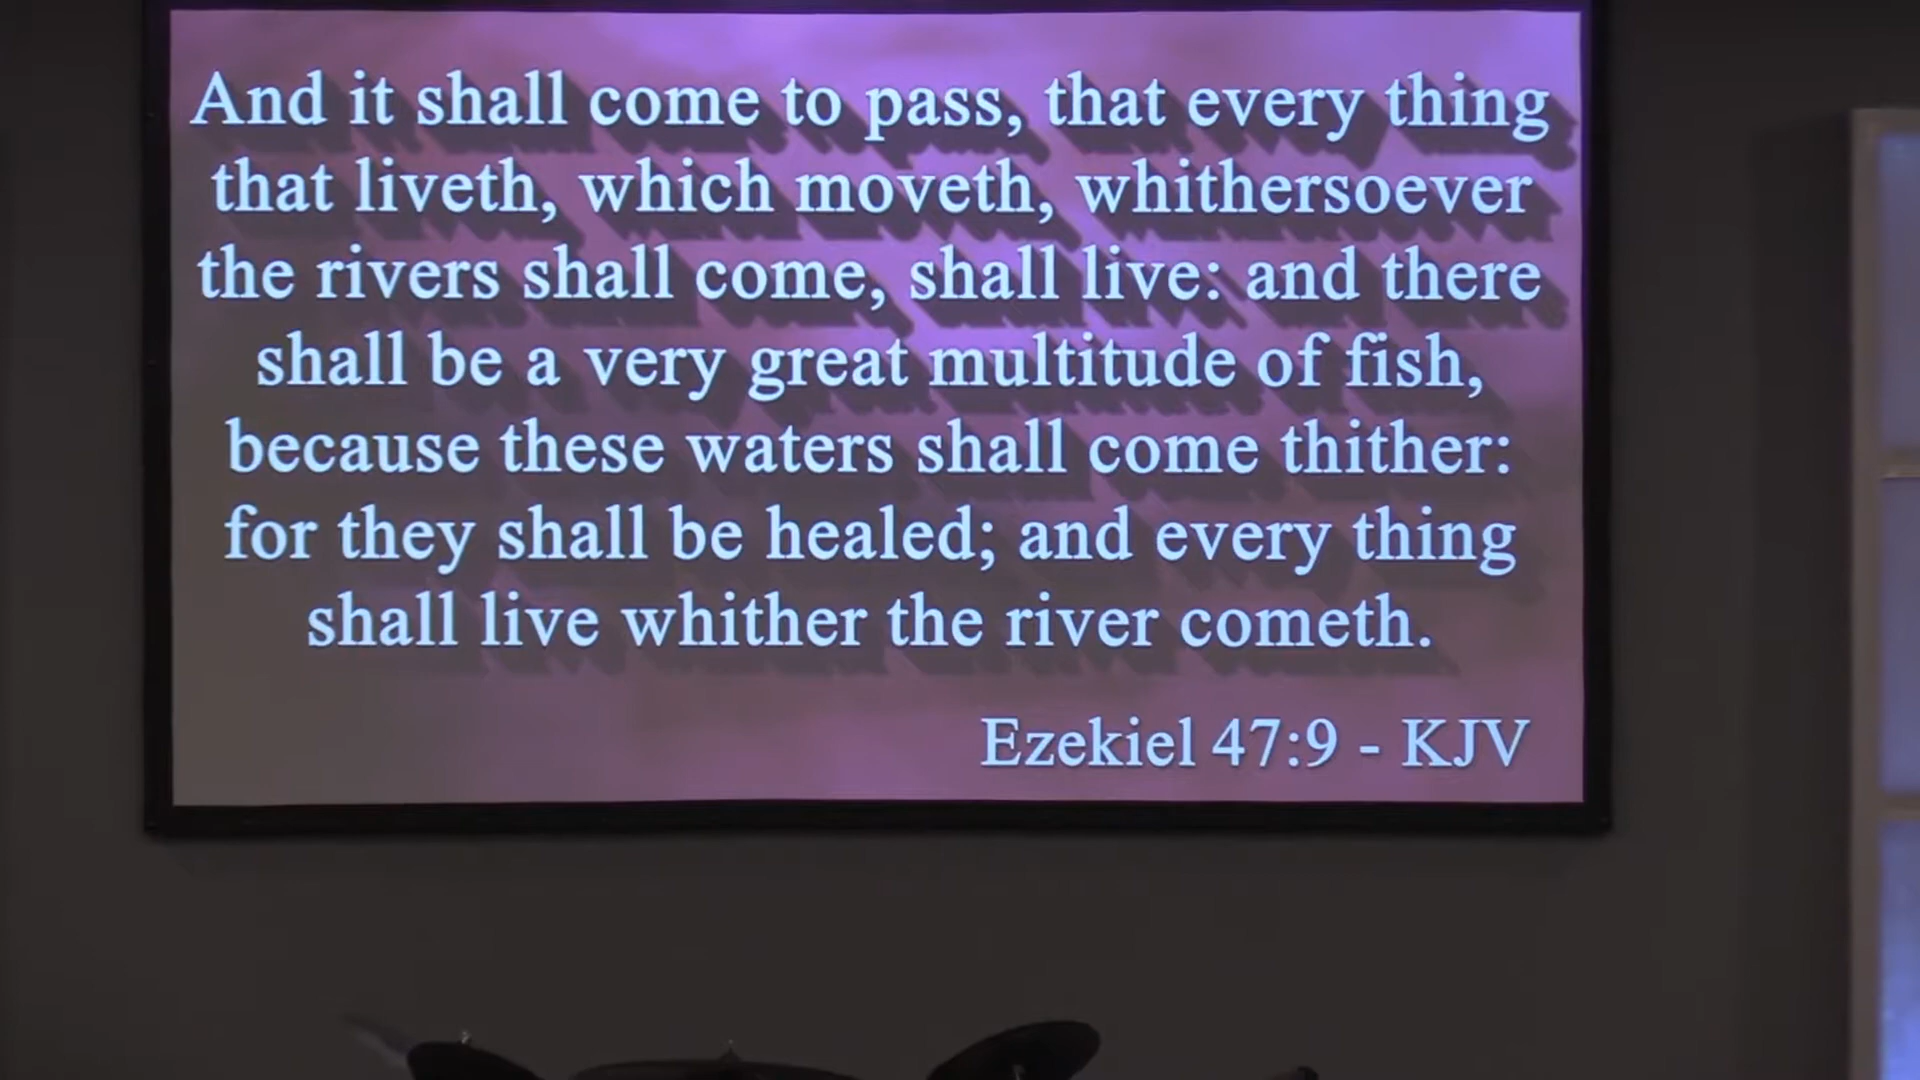 And it shall come to pass, that every thing
that liveth, which moveth, whithersoever
the rivers shall come, shall live: and there
shall be a very great multitude of fish,
because these waters shall come thither:
for they shall be healed; and every thing
shall live whither the river cometh.
Ezekiel 47:9 - KJV